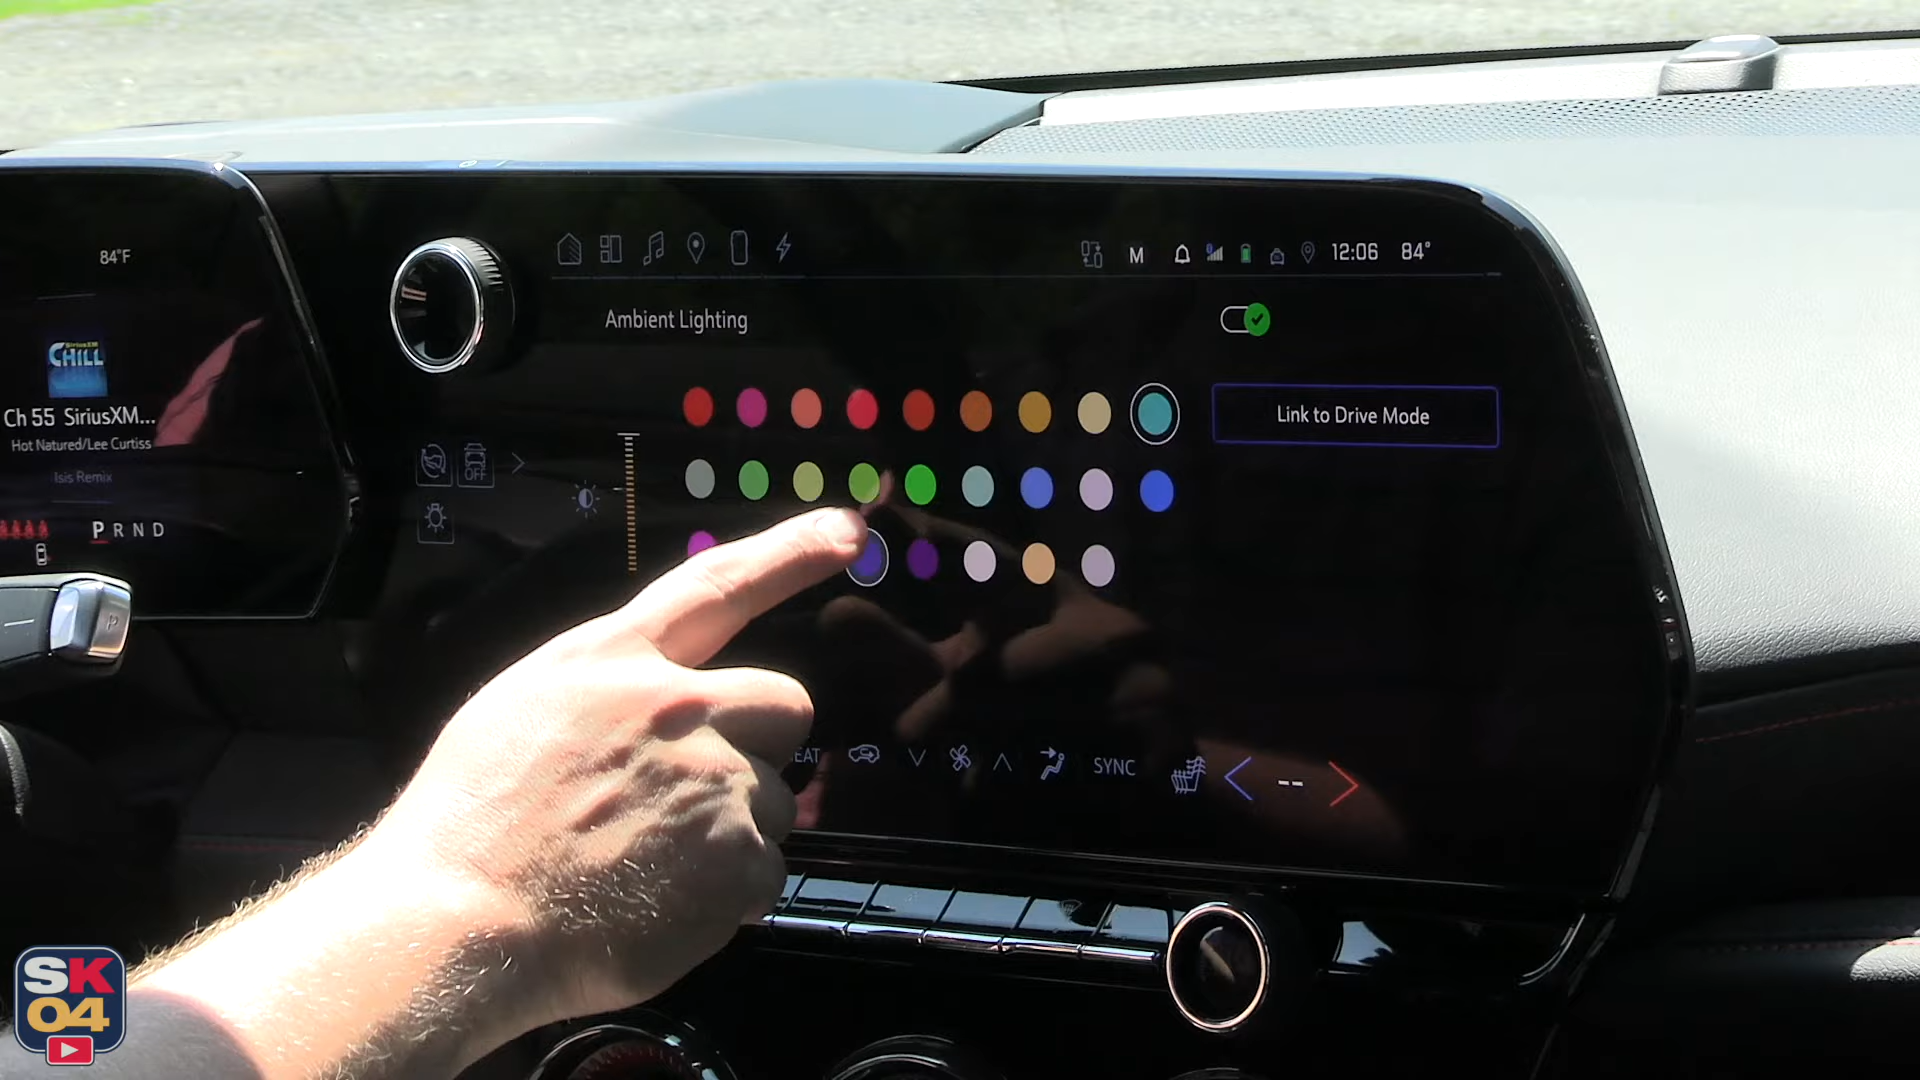 84°F
SiriusXM
CHILL
Ch 55 SiriusXM...
Hot Natured/Lee Curtiss
Isis Remix
P R N D
P
OFF
M
12:06 84°
Ambient Lighting
Link to Drive Mode
EAT
SYNC
--
SK
04